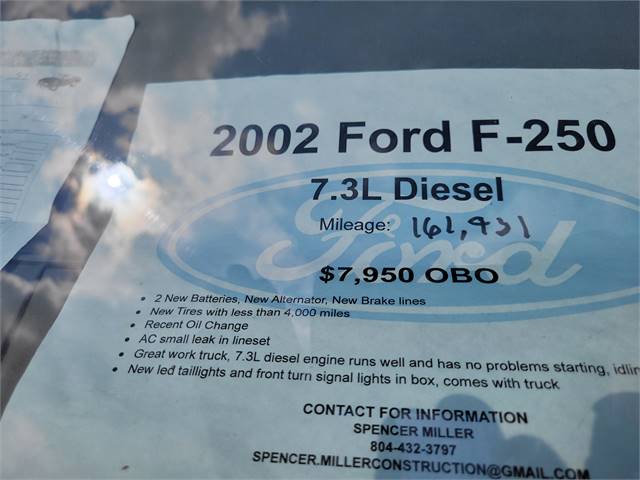 2002 Ford F-250
7.3L Diesel
Ford
Mileage: 161,931
$7,950 OBO
• 2 New Batteries, New Alternator, New Brake lines
• New Tires with less than 4,000 miles
• Recent Oil Change
• AC small leak in lineset
• Great work truck, 7.3L diesel engine runs well and has no problems starting, idlin
• New led taillights and front turn signal lights in box, comes with truck
CONTACT FOR INFORMATION
SPENCER MILLER
804-432-3797
SPENCER.MILLERCONSTRUCTION@GMAIL.COM